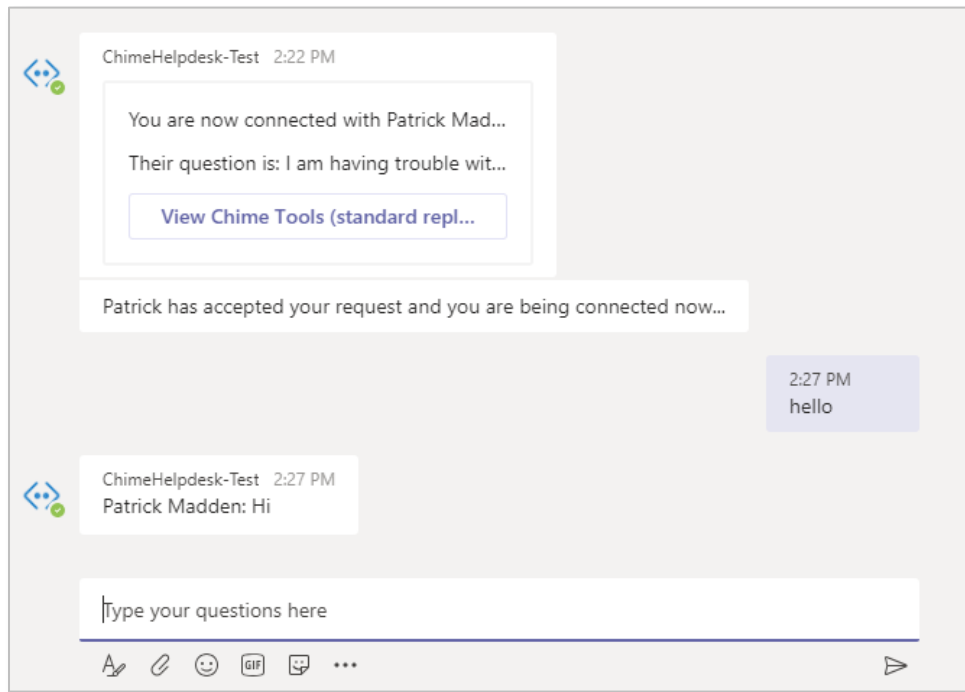 ChimeHelpdesk-Test 2:22 PM
You are now connected with Patrick Mad...
Their question is: I am having trouble wit...
View Chime Tools (standard repl...
Patrick has accepted your request and you are being connected now...
2:27 PM
hello
ChimeHelpdesk-Test 2:27 PM
Patrick Madden: Hi
Type your questions here
GIF